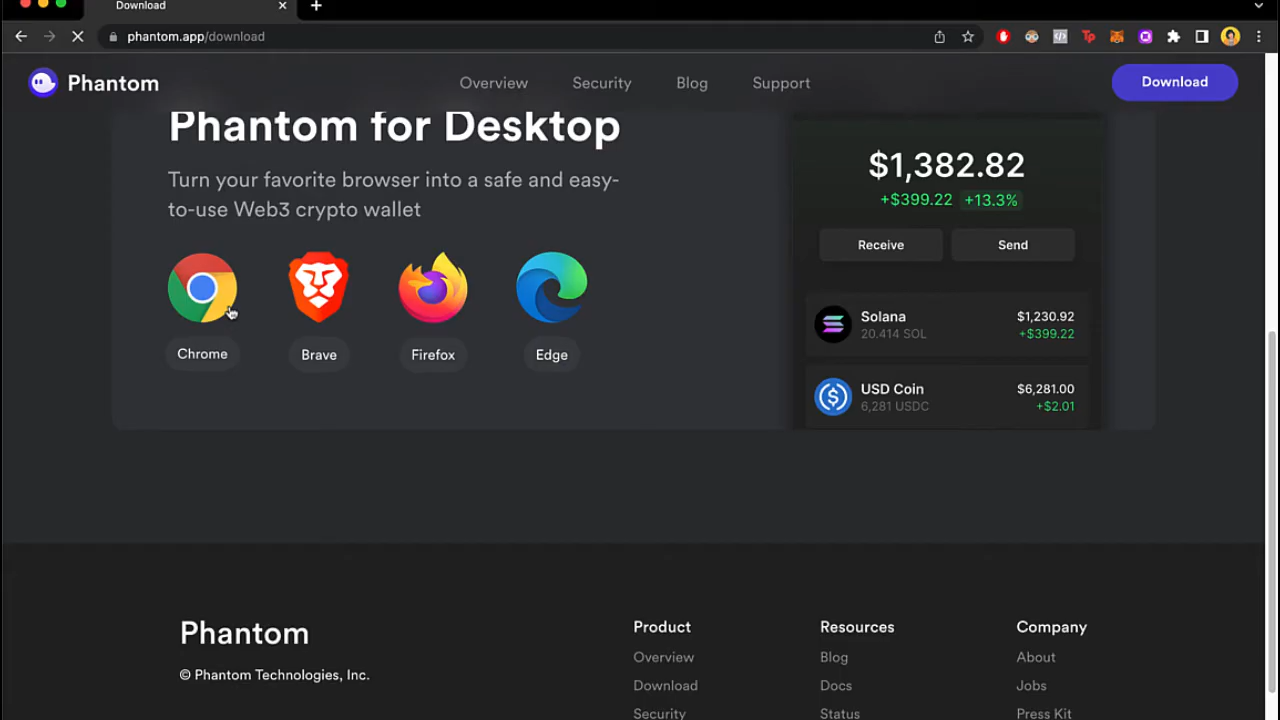 Download
phantom.app/download
Phantom
Overview
Security
Blog
Support
Download
Phantom for Desktop
Turn your favorite browser into a safe and easy-
to-use Web3 crypto wallet
Chrome
Brave
Firefox
Edge
$1,382.82
+$399.22 +13.3%
Receive
Send
Solana
$1,230.92
20.414 SOL
+$399.22
USD Coin
$6,281.00
6,281 USDC
+$2.01
Phantom
© Phantom Technologies, Inc.
Product
Overview
Download
Security
Resources
Blog
Docs
Status
Company
About
Jobs
Press Kit